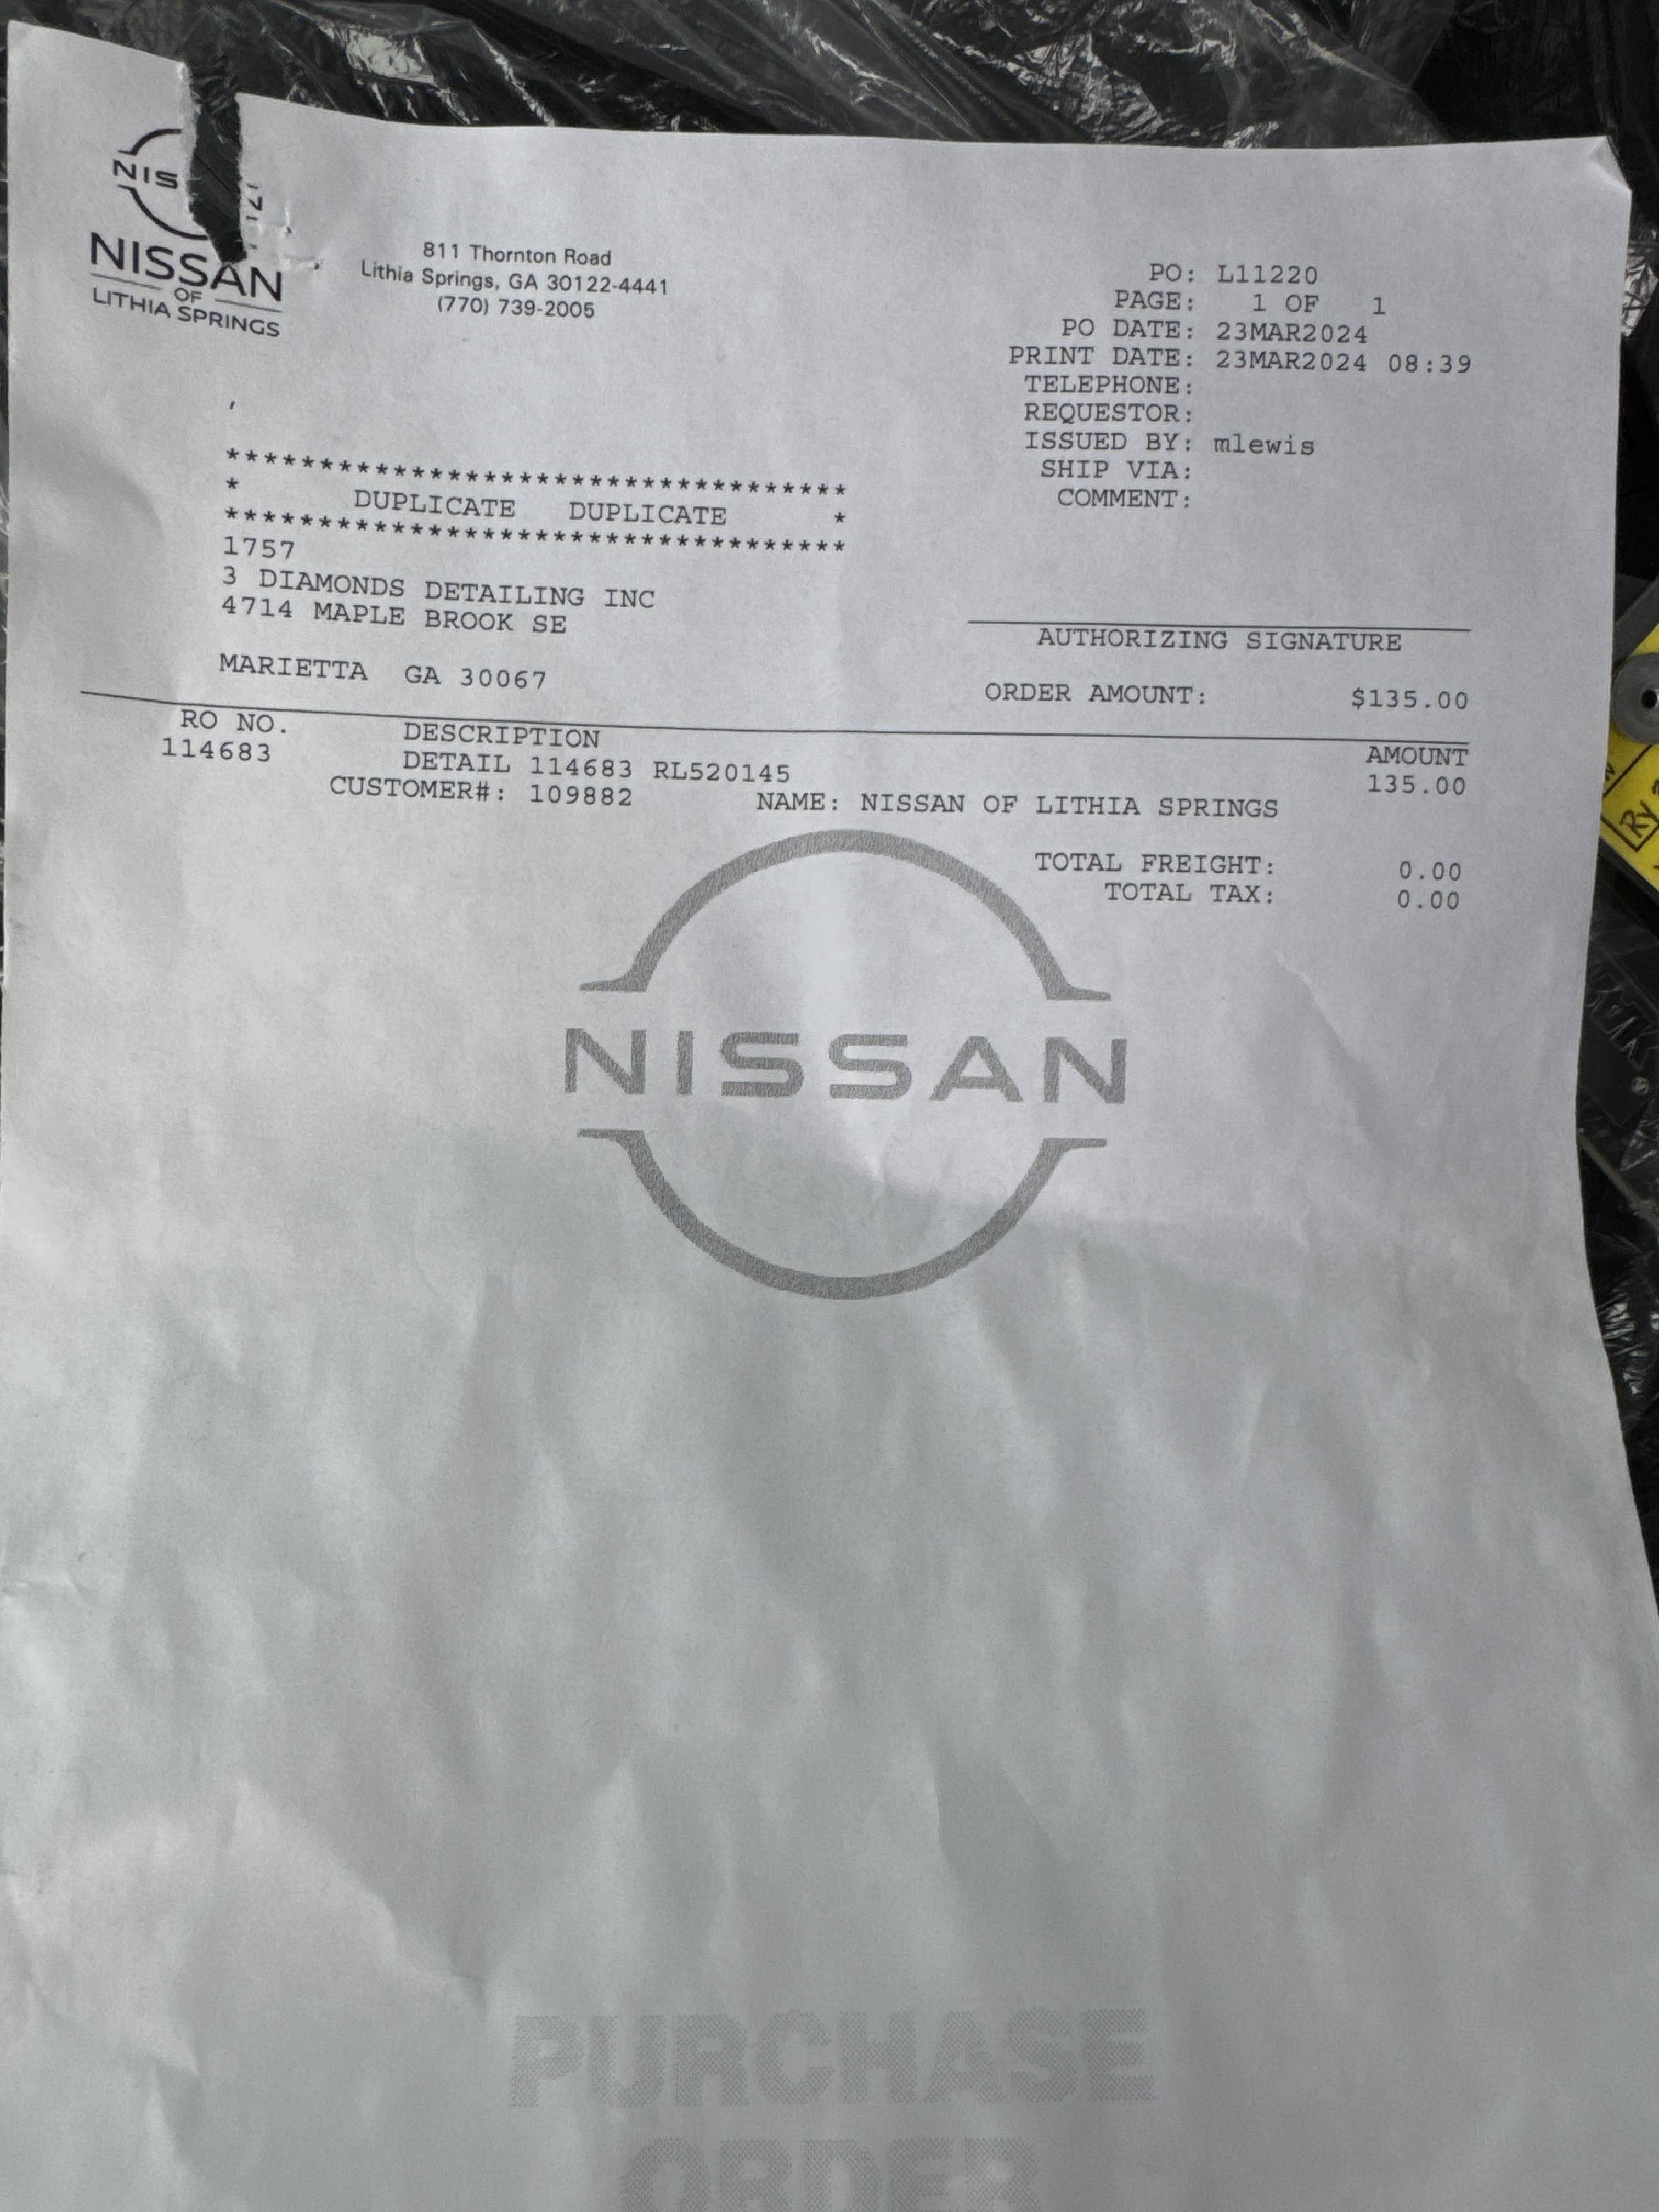 NIS
NISSAN
OF
LITHIA SPRINGS
811 Thornton Road
Lithia Springs, GA 30122-4441
(770) 739-2005
PO: L11220
PAGE: 1 OF 1
PO DATE: 23MAR2024
PRINT DATE: 23MAR2024 08:39
TELEPHONE:
REQUESTOR:
ISSUED BY: mlewis
SHIP VIA:
COMMENT:
,
**********************************
* DUPLICATE DUPLICATE *
**********************************
1757
3 DIAMONDS DETAILING INC
4714 MAPLE BROOK SE
MARIETTA GA 30067
AUTHORIZING SIGNATURE
ORDER AMOUNT: $135.00
RO NO. DESCRIPTION AMOUNT
114683 DETAIL 114683 RL520145 135.00
CUSTOMER#: 109882 NAME: NISSAN OF LITHIA SPRINGS
TOTAL FREIGHT: 0.00
TOTAL TAX: 0.00
NISSAN
PURCHASE
ORDER